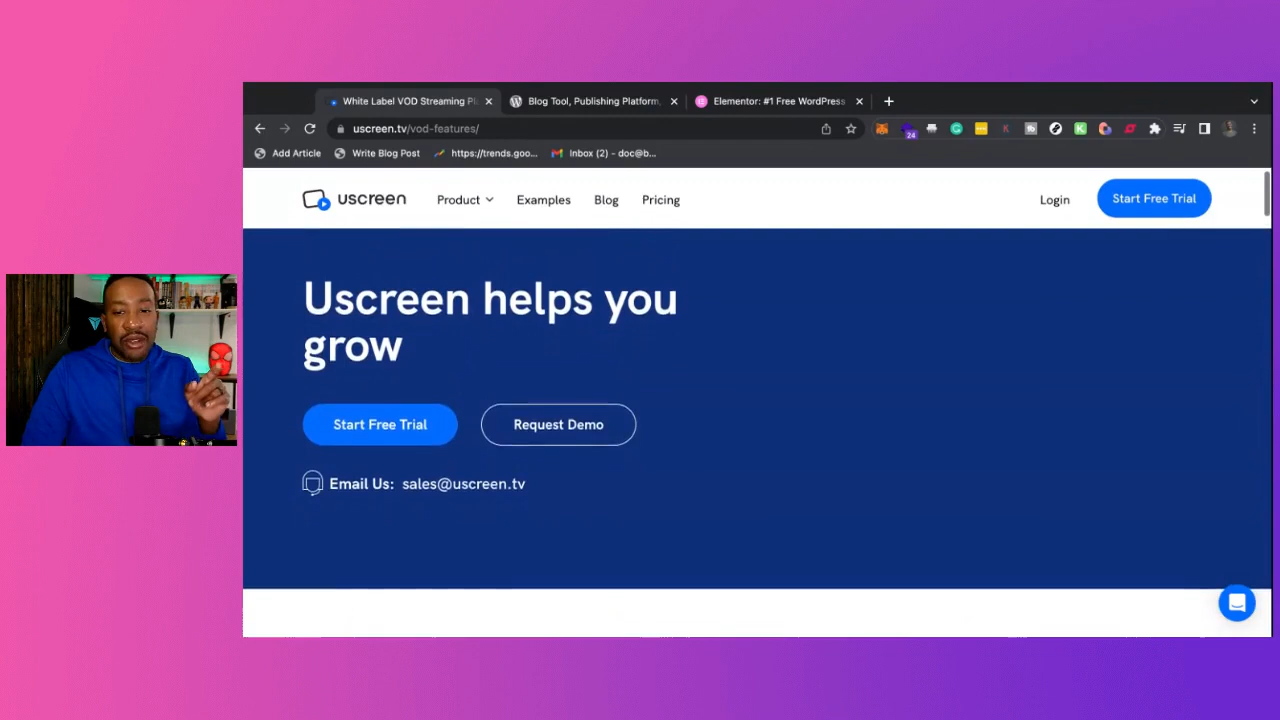 White Label VOD Streaming Pl
Blog Tool, Publishing Platform,
Elementor: #1 Free WordPress
uscreen.tv/vod-features/
24
Add Article
Write Blog Post
https://trends.goo...
Inbox (2) - doc@b...
uscreen
Product
Examples
Blog
Pricing
Login
Start Free Trial
Uscreen helps you
grow
Start Free Trial
Request Demo
Email Us: sales@uscreen.tv